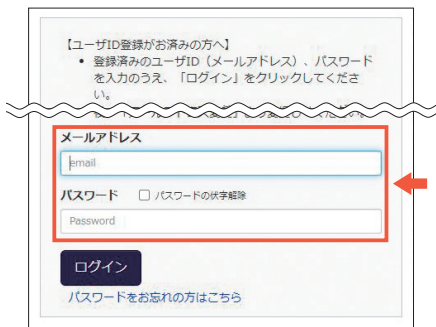 【ユーザID登録がお済みの方へ】
• 登録済みのユーザID（メールアドレス）、パスワード
を入力のうえ、「ログイン」をクリックしてくださ
い。
メールアドレス
email
パスワード □ パスワードの伏字解除
Password
ログイン
パスワードをお忘れの方はこちら